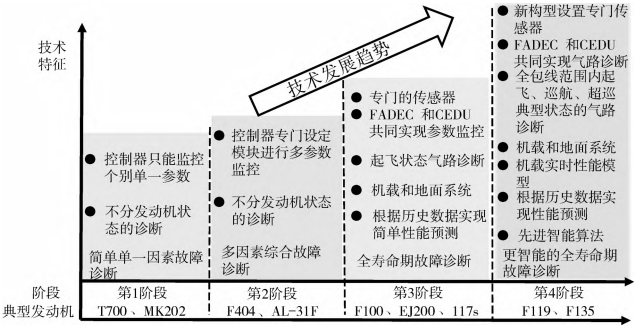 技术
特征
技术发展趋势
● 控制器只能监控
个别单一参数
● 不分发动机状
态的诊断
简单单一因素故障
诊断
● 控制器专门设定
模块进行多参数
监控
● 不分发动机状态
的诊断
多因素综合故障
诊断
● 专门的传感器
● FADEC 和CEDU
共同实现参数监控
● 起飞状态气路诊断
● 机载和地面系统
● 根据历史数据实现
简单性能预测
全寿命期故障诊断
● 新构型设置专门传
感器
● FADEC 和CEDU
共同实现气路诊断
● 全包线范围内起
飞、巡航、超巡
典型状态的气路
诊断
● 机载和地面系统
● 机载实时性能模
型
● 根据历史数据实
现性能预测
● 先进智能算法
更智能的全寿命期
故障诊断
阶段 第1阶段 第2阶段 第3阶段 第4阶段
典型发动机 T700、MK202 F404、AL-31F F100、EJ200、117s F119、F135